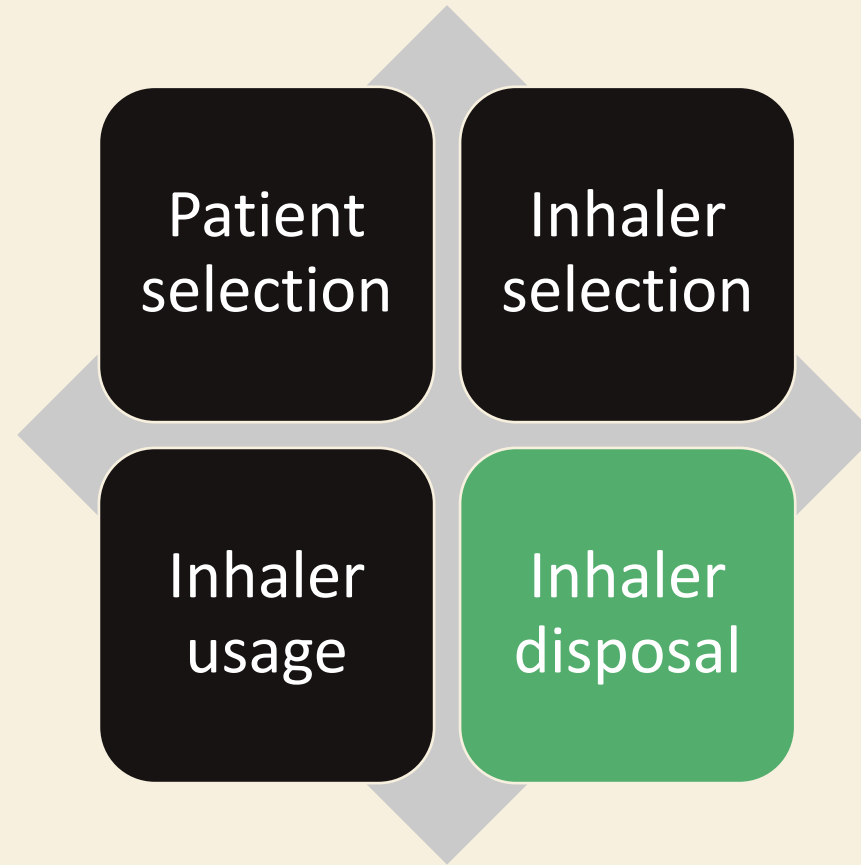 Patient
selection
Inhaler
selection
Inhaler
usage
Inhaler
disposal